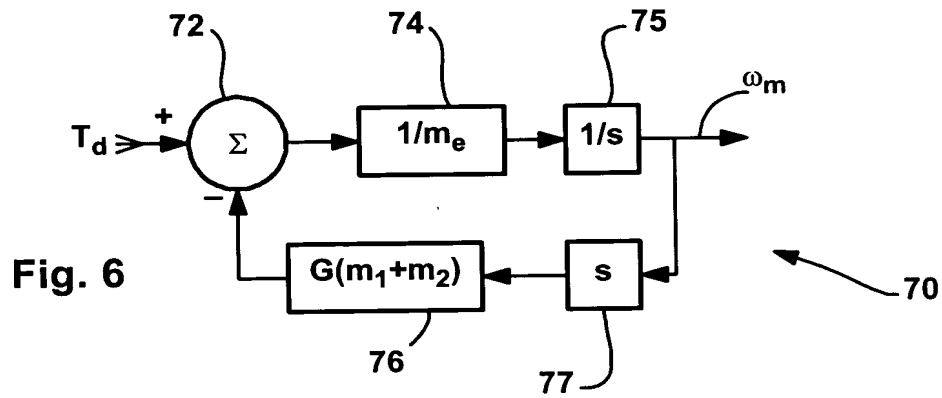 72
74
75
ω_m
+
T_d
Σ
1/m_e
1/s
−
Fig. 6
G(m_1+m_2)
s
70
76
77